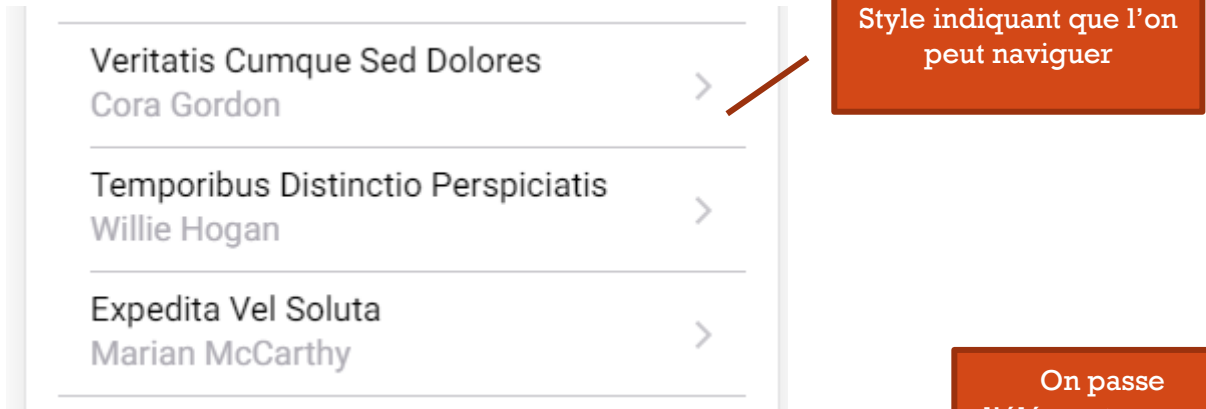 Style indiquant que l'on
peut naviguer
Veritatis Cumque Sed Dolores
Cora Gordon
Temporibus Distinctio Perspiciatis
Willie Hogan
Expedita Vel Soluta
Marian McCarthy
On passe